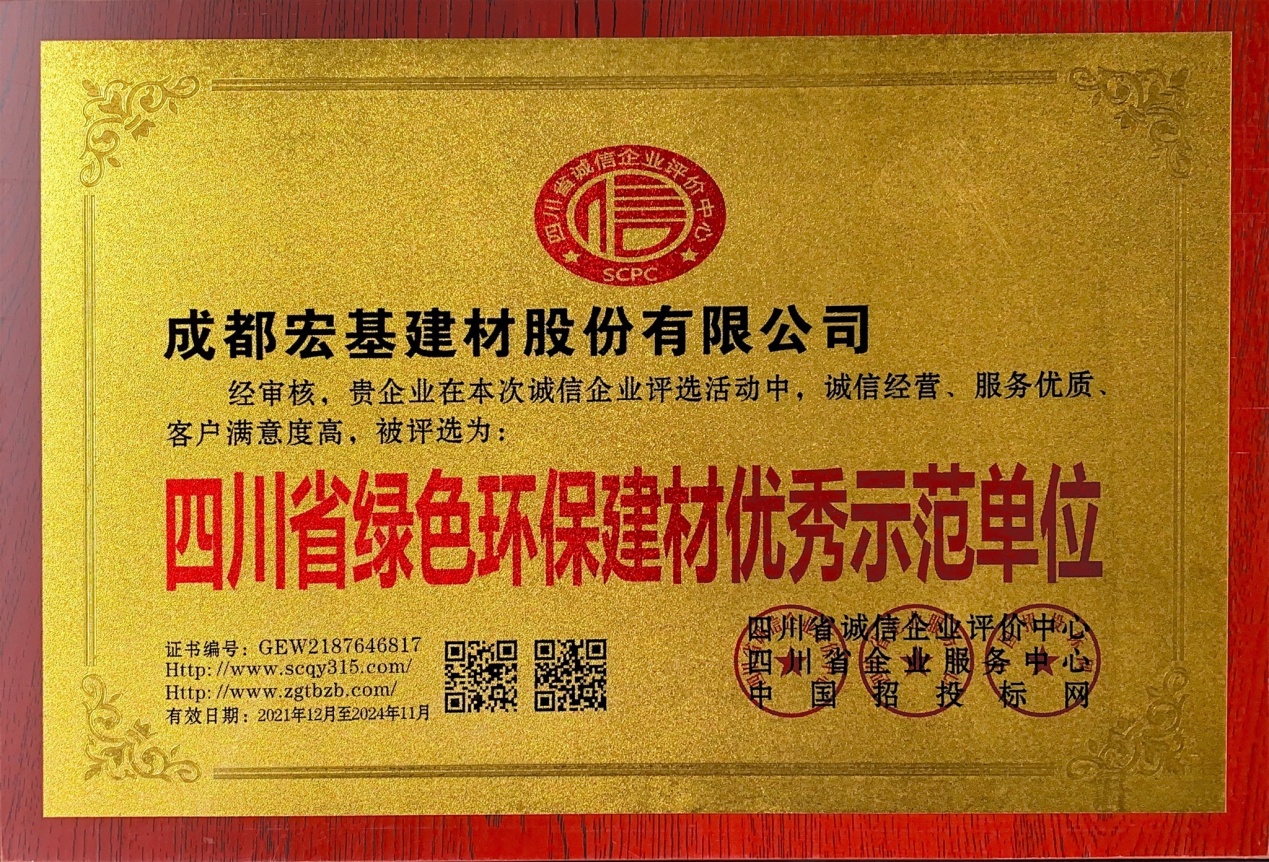 四川省诚信企业评价中心
信
SCPC
成都宏基建材股份有限公司
经审核，贵企业在本次诚信企业评选活动中，诚信经营、服务优质、
客户满意度高，被评选为：
四川省绿色环保建材优秀示范单位
证书编号：GEW2187646817
Http://www.scqy315.com/
Http://www.zgtbzb.com/
有效日期：2021年12月至2024年11月
四川省诚信企业评价中心
四川省企业服务中心
中国招投标网